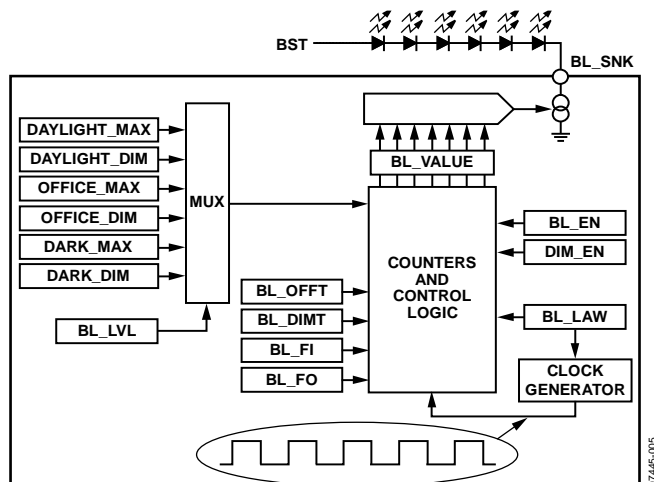 BST
BL_SNK
DAYLIGHT_MAX
DAYLIGHT_DIM
OFFICE_MAX
OFFICE_DIM
DARK_MAX
DARK_DIM
MUX
BL_LVL
BL_VALUE
COUNTERS
AND
CONTROL
LOGIC
BL_OFFT
BL_DIMT
BL_FI
BL_FO
BL_EN
DIM_EN
BL_LAW
CLOCK
GENERATOR